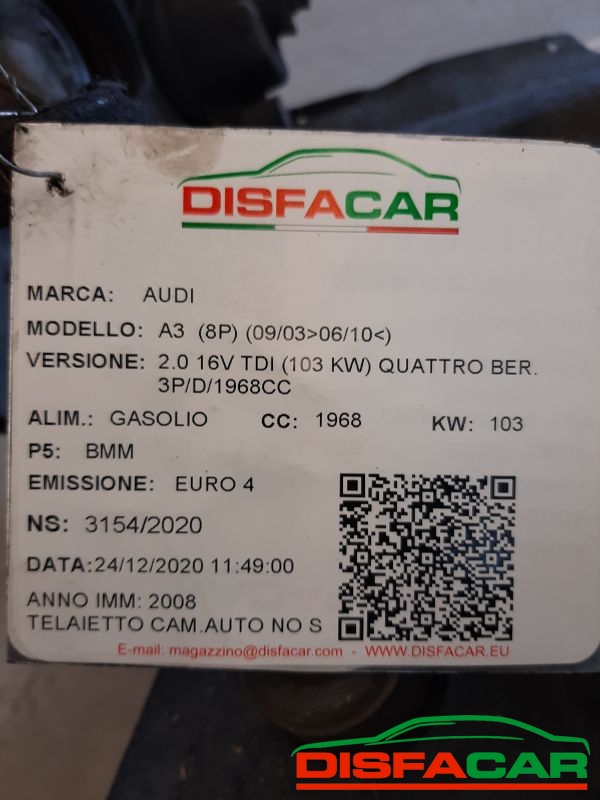 DISFACAR
MARCA: AUDI
MODELLO: A3 (8P) (09/03>06/10<)
VERSIONE: 2.0 16V TDI (103 KW) QUATTRO BER.
3P/D/1968CC
ALIM.: GASOLIO CC: 1968 KW: 103
P5: BMM
EMISSIONE: EURO 4
NS: 3154/2020
DATA:24/12/2020 11:49:00
ANNO IMM: 2008
TELAIETTO CAM.AUTO NO S
E-mail: magazzino@disfacar.com - WWW.DISFACAR.EU
DISFACAR